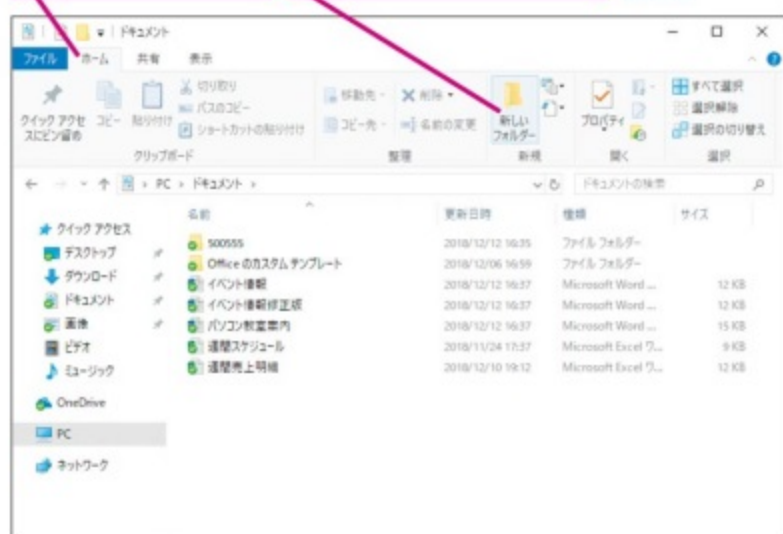 ドキュメント
ファイル ホーム 共有 表示
クイック アクセスにピン留め
コピー
貼り付け
切り取り
パスのコピー
ショートカットの貼り付け
クリップボード
移動先
コピー先
削除
名前の変更
整理
新しいフォルダー
新規
プロパティ
開く
すべて選択
選択解除
選択の切り替え
選択
PC > ドキュメント >
ドキュメントの検索
クイック アクセス
デスクトップ
ダウンロード
ドキュメント
画像
ビデオ
ミュージック
OneDrive
PC
ネットワーク
名前 更新日時 種類 サイズ
500555 2018/12/12 16:35 ファイル フォルダー
Office のカスタム テンプレート 2018/12/06 16:59 ファイル フォルダー
イベント情報 2018/12/12 16:37 Microsoft Word ... 12 KB
イベント情報修正版 2018/12/12 16:37 Microsoft Word ... 12 KB
パソコン教室案内 2018/12/12 16:37 Microsoft Word ... 15 KB
週間スケジュール 2018/11/24 17:37 Microsoft Excel ワ... 9 KB
週間売上明細 2018/12/10 19:12 Microsoft Excel ワ... 12 KB